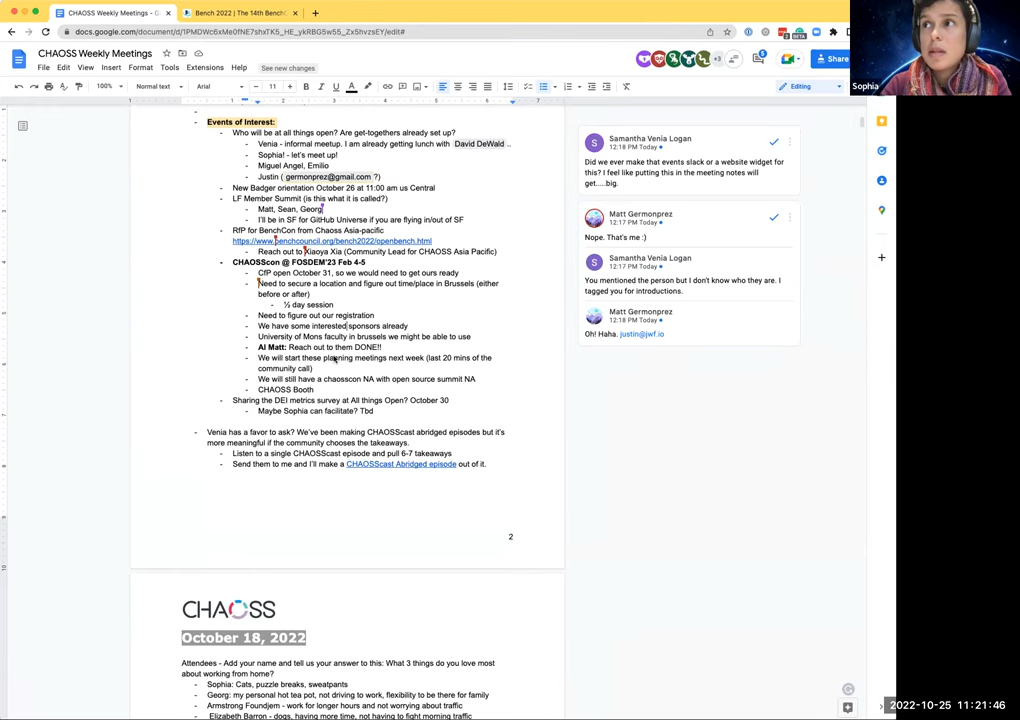 CHAOSS Weekly Meetings - G
Bench 2022 | The 14th BenchC
docs.google.com/document/d/1PMDWc6xMe0fNE7shxTK5_HE_ykRBG5w55_Zx5hvzsEY/edit#
CHAOSS Weekly Meetings
File Edit View Insert Format Tools Extensions Help
See new changes
+3
Share
Sophia
100%
Normal text
Arial
11
Editing
Events of Interest:
- Who will be at all things open? Are get-togethers already set up?
- Venia - informal meetup. I am already getting lunch with David DeWald ..
- Sophia! - let's meet up!
- Miguel Angel, Emilio
- Justin ( germonprez@gmail.com ?)
- New Badger orientation October 26 at 11:00 am us Central
- LF Member Summit (is this what it is called?)
- Matt, Sean, Georg
- I'll be in SF for GitHub Universe if you are flying in/out of SF
- RfP for BenchCon from Chaoss Asia-pacific
https://www.benchcouncil.org/bench2022/openbench.html
- Reach out to Xiaoya Xia (Community Lead for CHAOSS Asia Pacific)
- CHAOSScon @ FOSDEM'23 Feb 4-5
- CfP open October 31, so we would need to get ours ready
- Need to secure a location and figure out time/place in Brussels (either
before or after)
- ½ day session
- Need to figure out our registration
- We have some interested sponsors already
- University of Mons faculty in brussels we might be able to use
- AI Matt: Reach out to them DONE!!
- We will start these planning meetings next week (last 20 mins of the
community call)
- We will still have a chaosscon NA with open source summit NA
- CHAOSS Booth
- Sharing the DEI metrics survey at All things Open? October 30
- Maybe Sophia can facilitate? Tbd
- Venia has a favor to ask? We've been making CHAOSScast abridged episodes but it's
more meaningful if the community chooses the takeaways.
- Listen to a single CHAOSScast episode and pull 6-7 takeaways
- Send them to me and I'll make a CHAOSScast Abridged episode out of it.
2
CHAOSS
October 18, 2022
Attendees - Add your name and tell us your answer to this: What 3 things do you love most
about working from home?
- Sophia: Cats, puzzle breaks, sweatpants
- Georg: my personal hot tea pot, not driving to work, flexibility to be there for family
- Armstrong Foundjem - work for longer hours and not worrying about traffic
- Elizabeth Barron - dogs, having more time, not having to fight morning traffic
Samantha Venia Logan
12:18 PM Today
Did we ever make that events slack or a website widget for
this? I feel like putting this in the meeting notes will
get.....big.
Matt Germonprez
12:17 PM Today
Nope. That's me :)
Samantha Venia Logan
12:17 PM Today
You mentioned the person but I don't know who they are. I
tagged you for introductions.
Matt Germonprez
12:18 PM Today
Oh! Haha. justin@jwf.io
2022-10-25 11:21:46